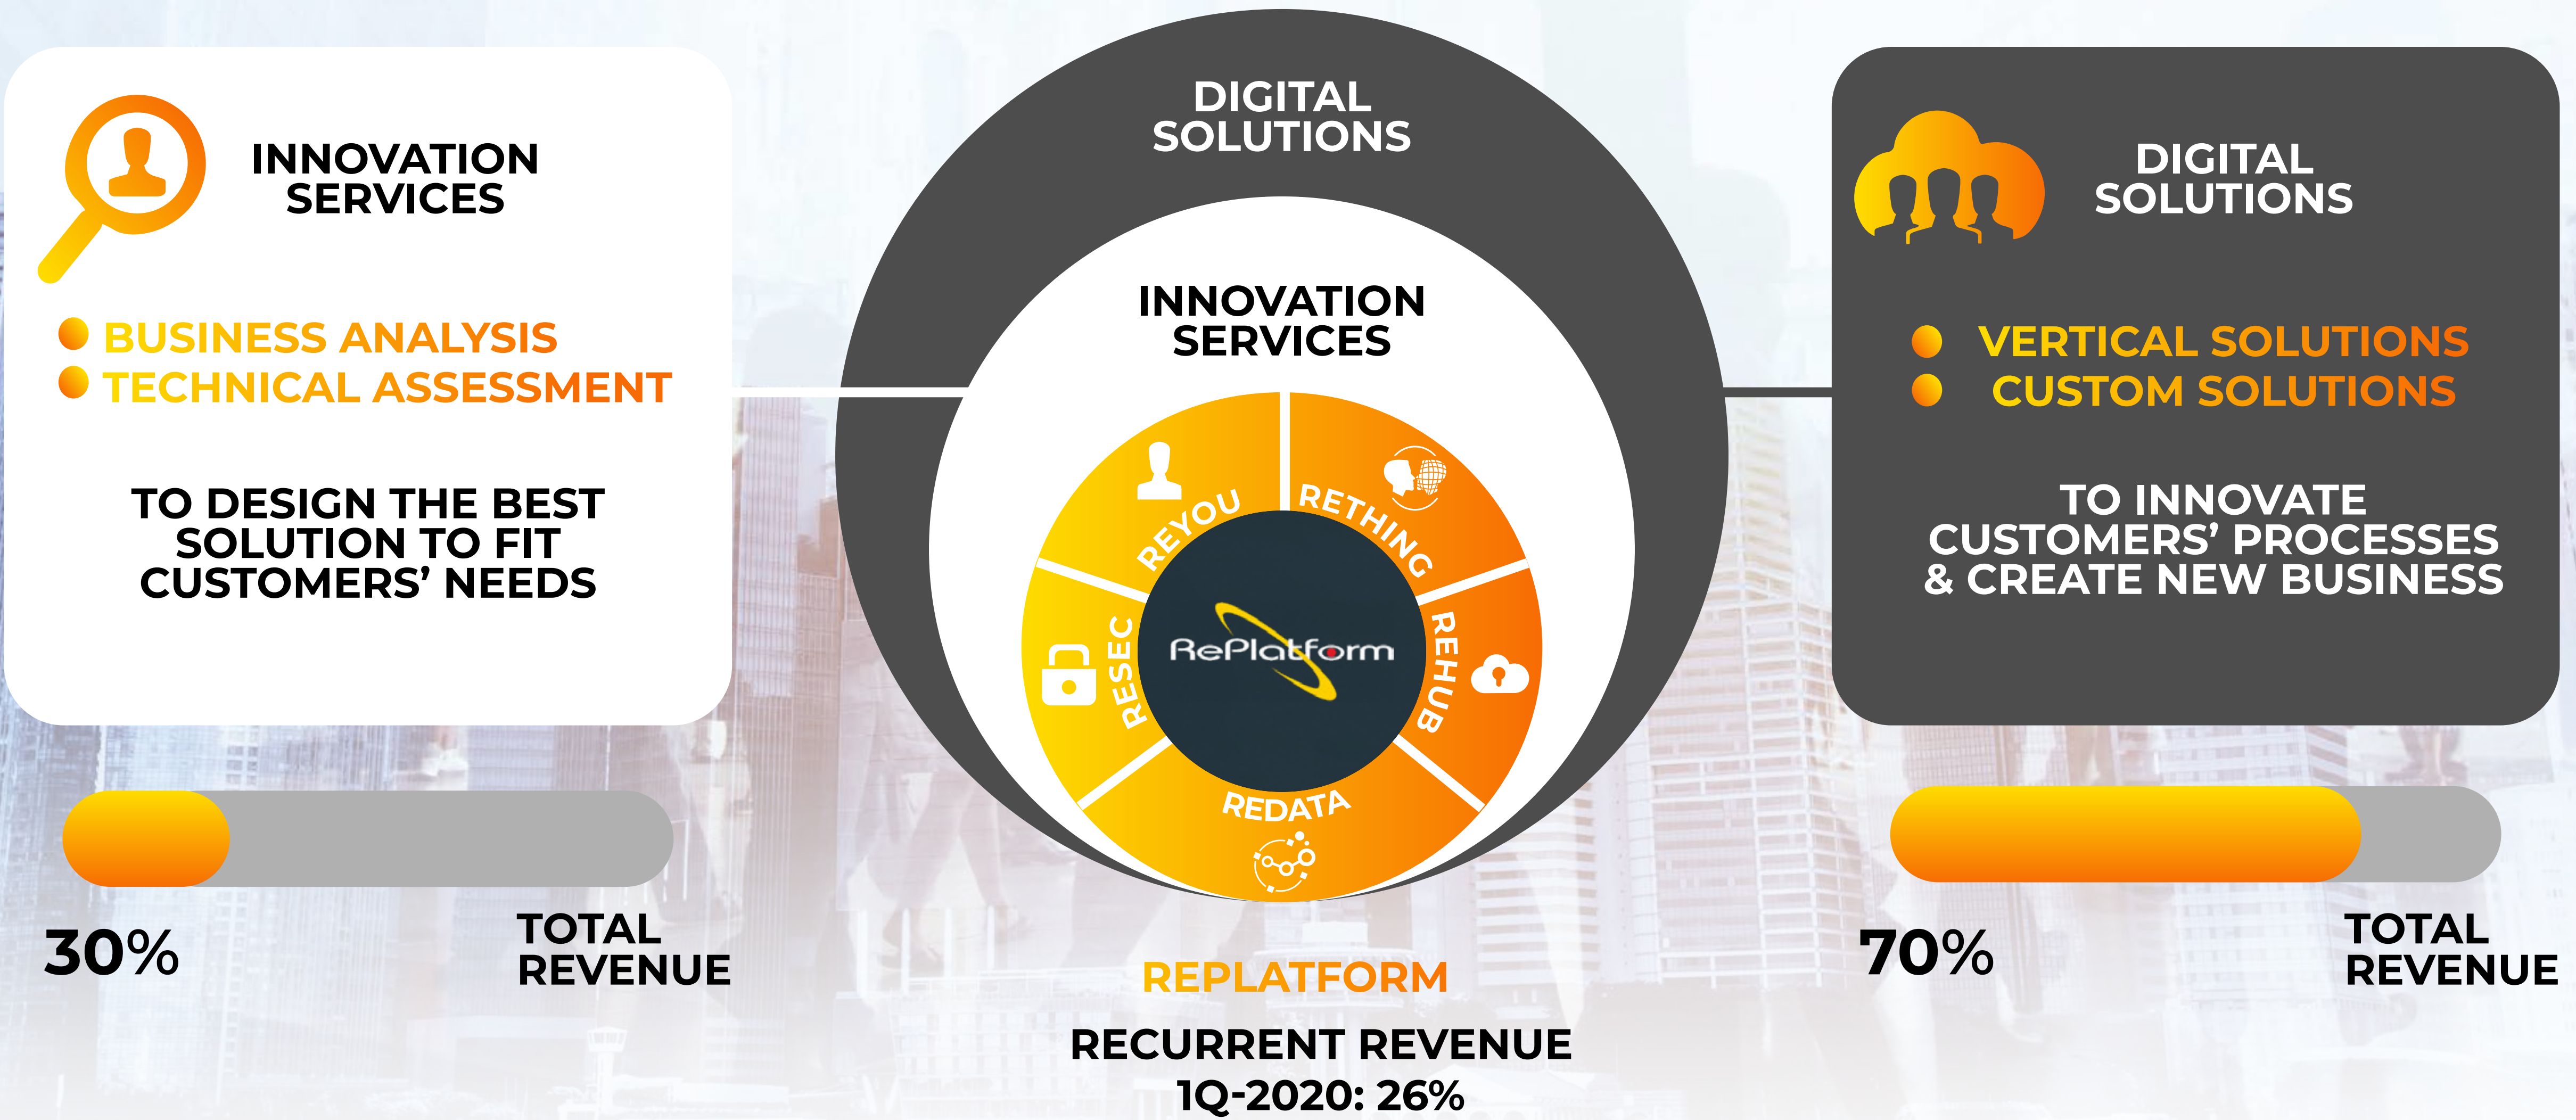 INNOVATION
SERVICES
BUSINESS ANALYSIS
TECHNICAL ASSESSMENT
TO DESIGN THE BEST
SOLUTION TO FIT
CUSTOMERS’ NEEDS
30%
TOTAL
REVENUE
DIGITAL
SOLUTIONS
INNOVATION
SERVICES
REYOU
RETHING
RESEC
RePlatform
REHUB
REDATA
REPLATFORM
RECURRENT REVENUE
1Q-2020: 26%
DIGITAL
SOLUTIONS
VERTICAL SOLUTIONS
CUSTOM SOLUTIONS
TO INNOVATE
CUSTOMERS’ PROCESSES
& CREATE NEW BUSINESS
70%
TOTAL
REVENUE